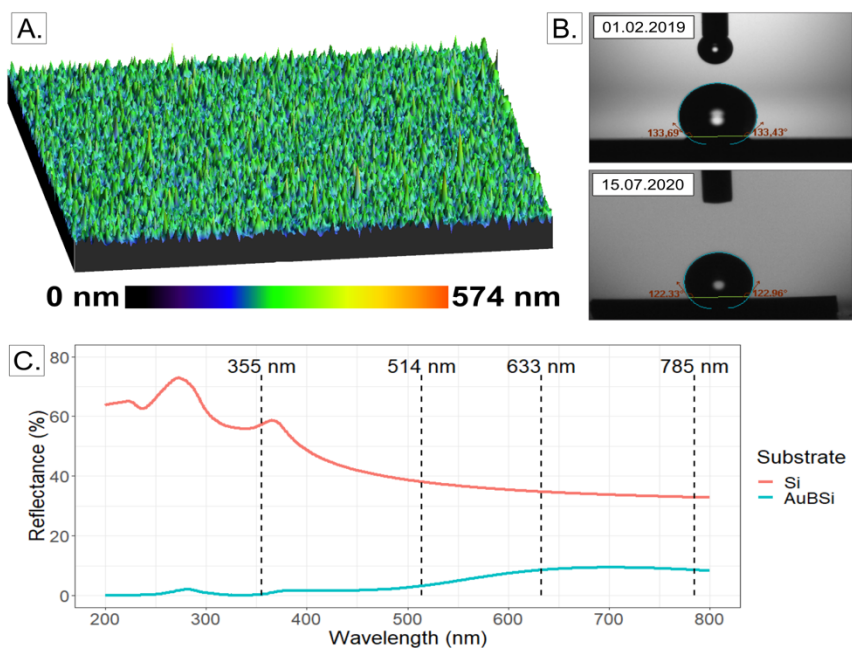 A.
0 nm 574 nm
B.
01.02.2019
133,69° 133,43°
15.07.2020
122.33° 122.96°
C.
355 nm 514 nm 633 nm 785 nm
80
60
40
20
0
Reflectance (%)
200 300 400 500 600 700 800
Wavelength (nm)
Substrate
Si
AuBSi